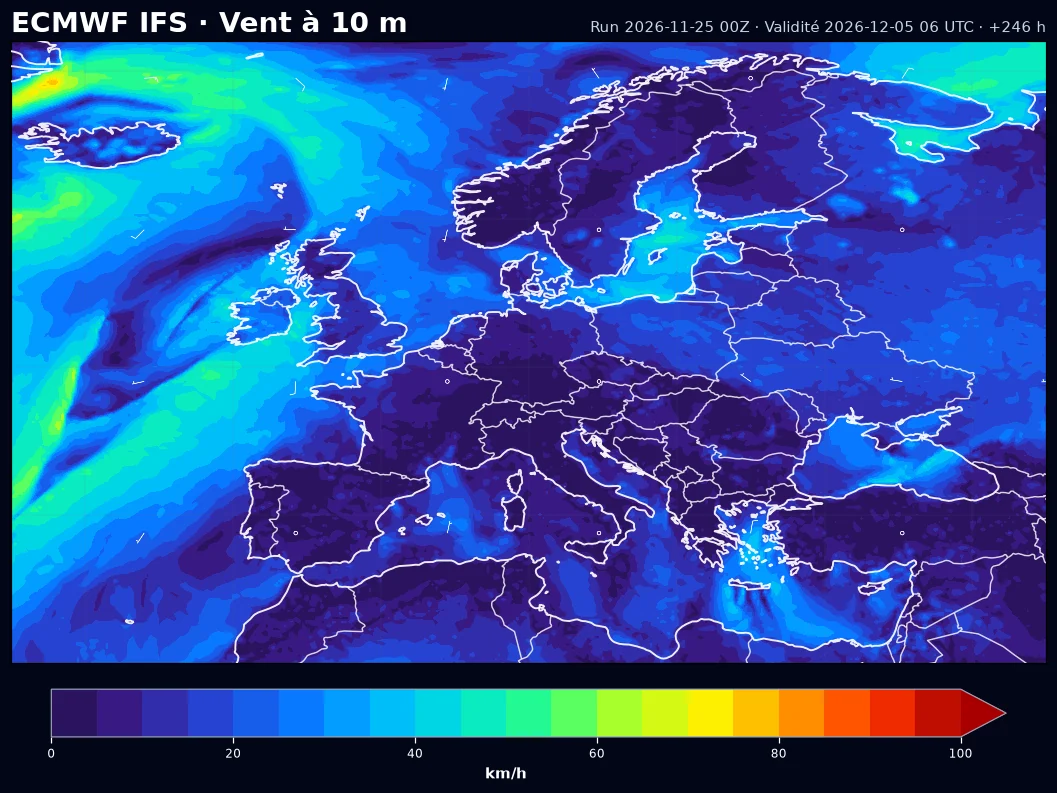 ECMWF IFS · Vent à 10 m
Run 2026-11-25 00Z · Validité 2026-12-05 06 UTC · +246 h
0 20 40 60 80 100
km/h